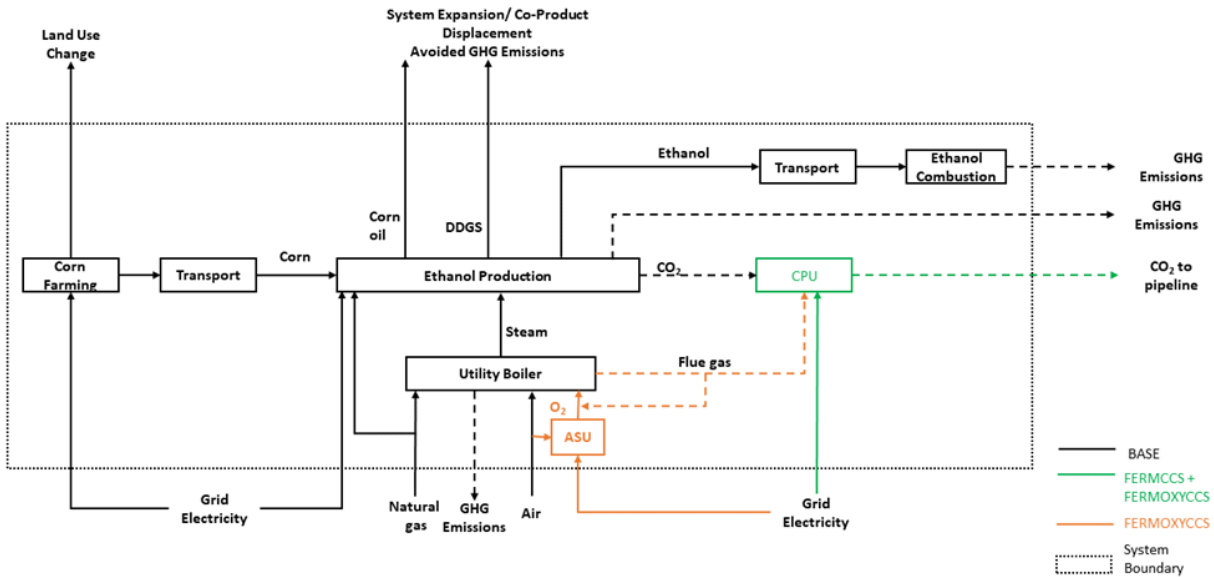 System Expansion/ Co-Product
Displacement
Avoided GHG Emissions
Land Use
Change
Ethanol
Transport
Ethanol
Combustion
GHG
Emissions
GHG
Emissions
Corn
oil
DDGS
Corn
Farming
Transport
Corn
Ethanol Production
CO₂
CPU
CO₂ to
pipeline
Steam
Utility Boiler
Flue gas
O₂
ASU
Grid
Electricity
Natural
gas
GHG
Emissions
Air
Grid
Electricity
BASE
FERMCCS +
FERMOXYCCS
FERMOXYCCS
System
Boundary